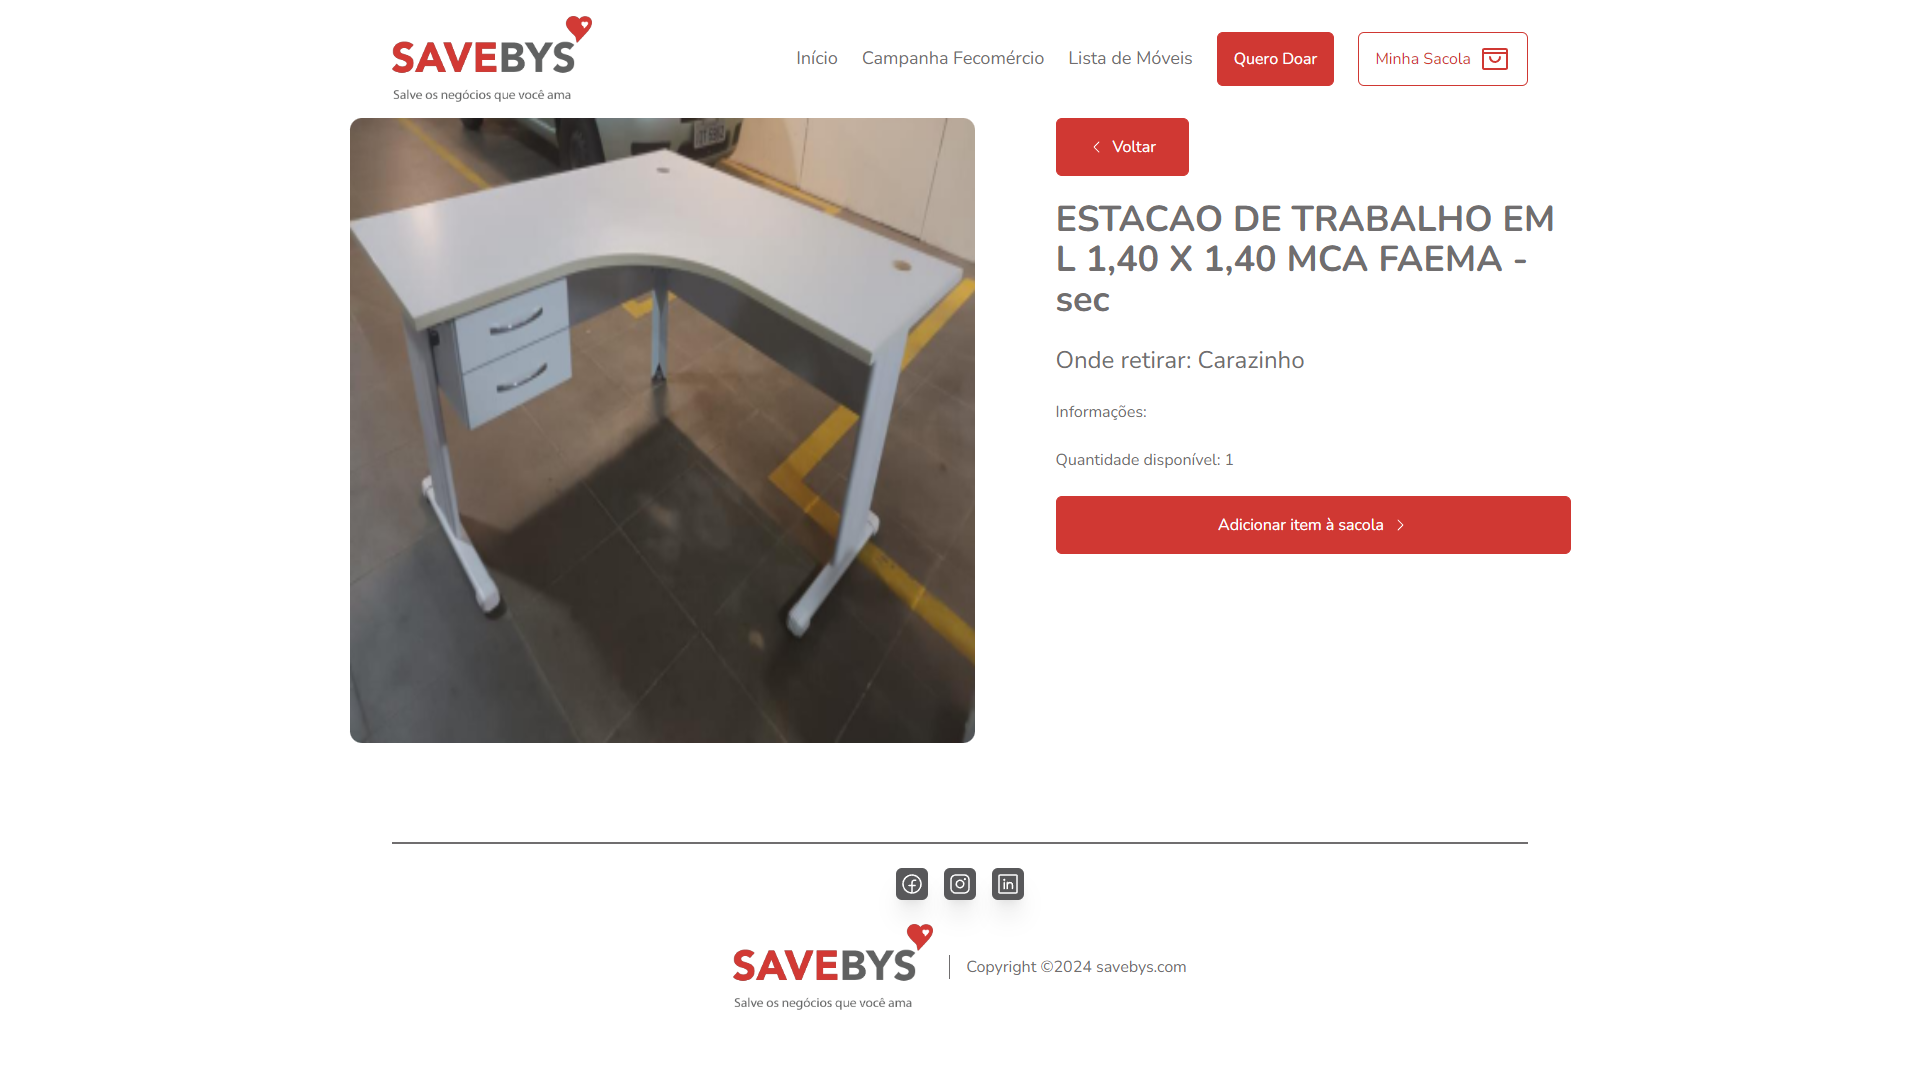 SAVEBYS
Salve os negócios que você ama
Início
Campanha Fecomércio
Lista de Móveis
Quero Doar
Minha Sacola
Voltar
ESTACAO DE TRABALHO EM
L 1,40 X 1,40 MCA FAEMA -
sec
Onde retirar: Carazinho
Informações:
Quantidade disponível: 1
Adicionar item à sacola
SAVEBYS
Salve os negócios que você ama
Copyright ©2024 savebys.com